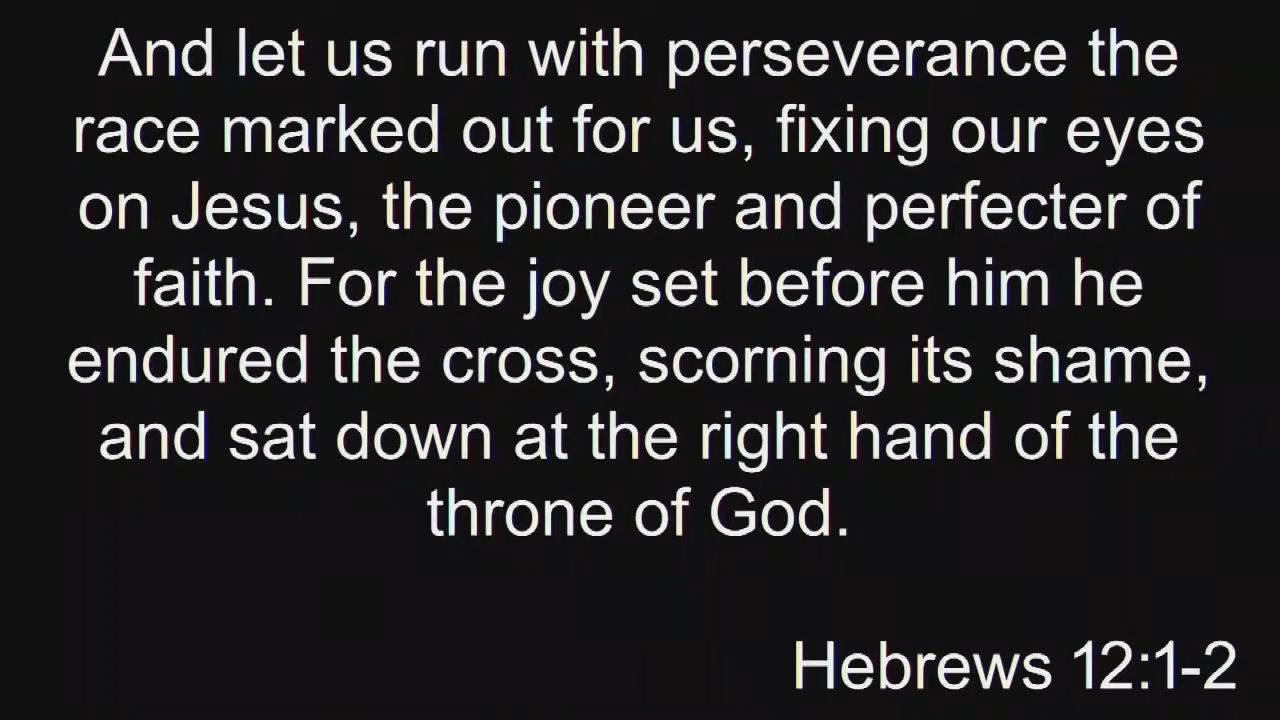 And let us run with perseverance the
race marked out for us, fixing our eyes
on Jesus, the pioneer and perfecter of
faith. For the joy set before him he
endured the cross, scorning its shame,
and sat down at the right hand of the
throne of God.
Hebrews 12:1-2